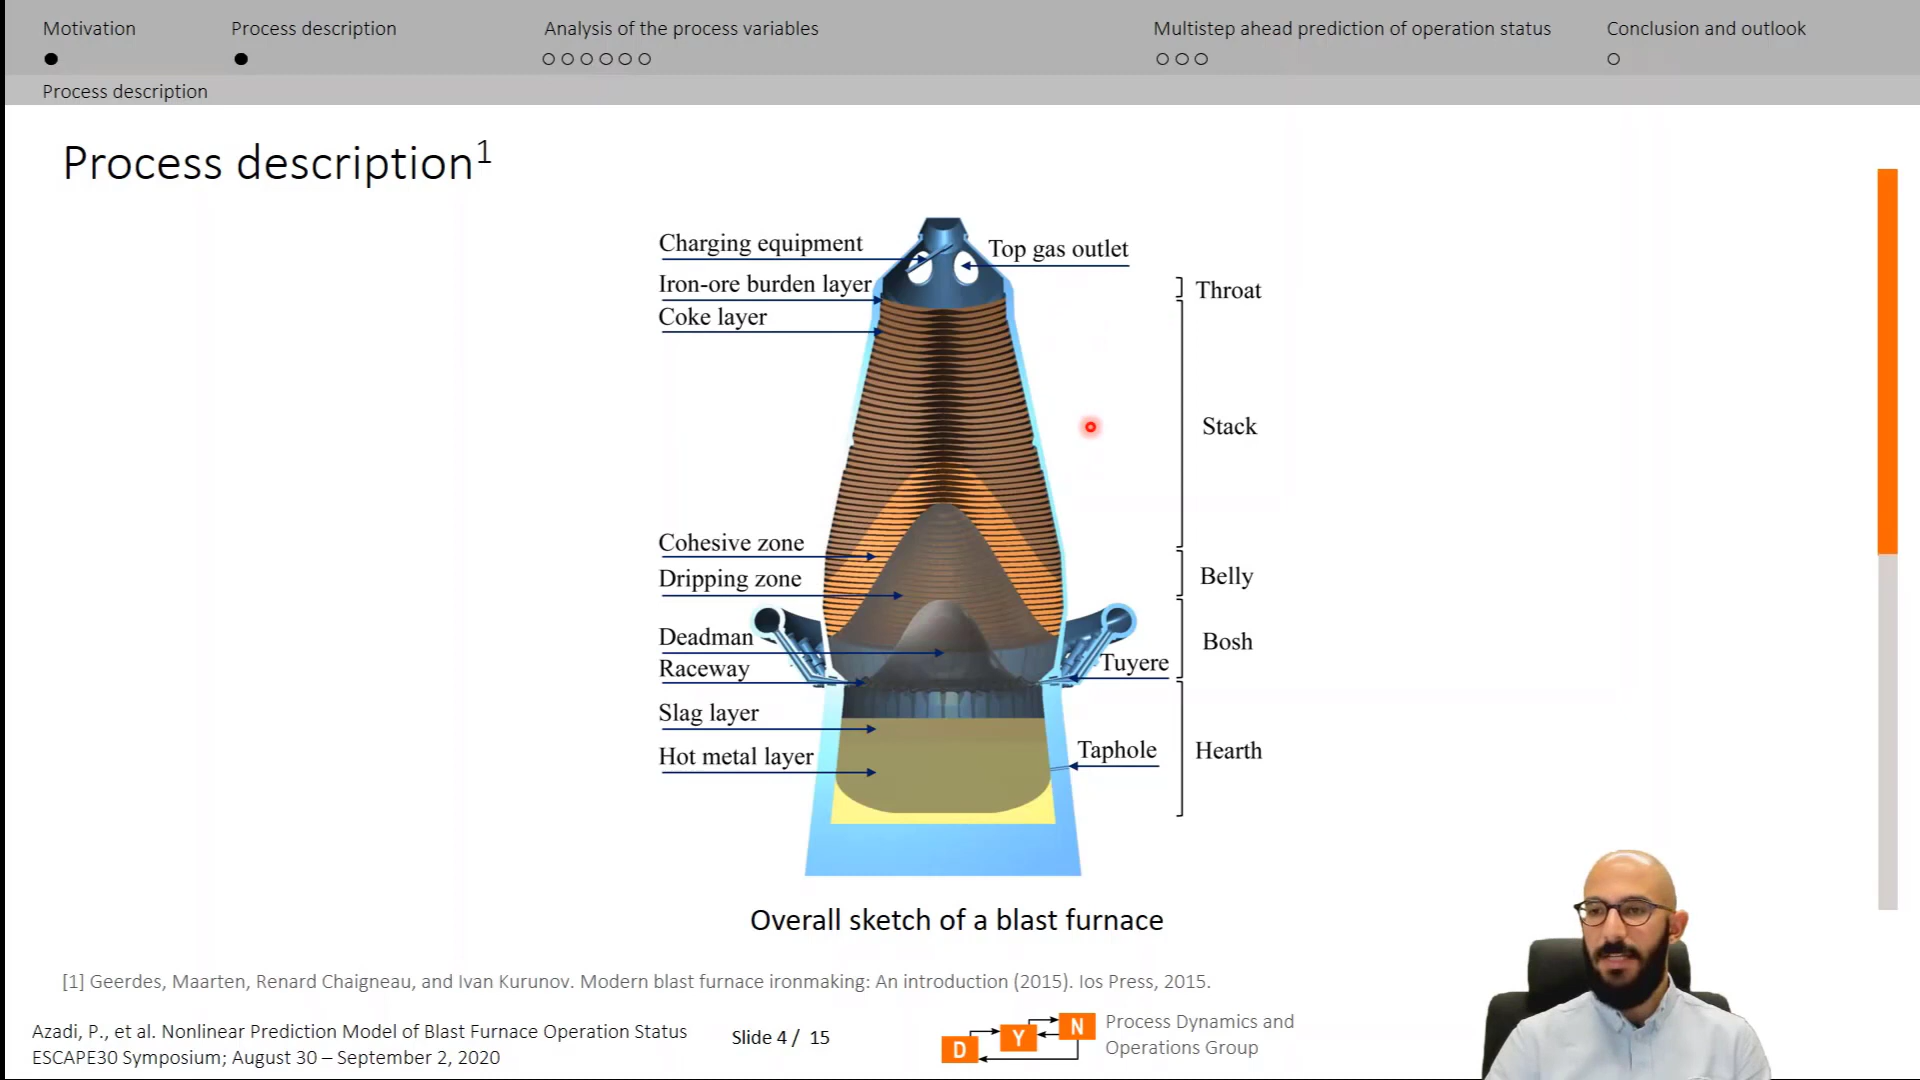 Motivation
Process description
Analysis of the process variables
Multistep ahead prediction of operation status
Conclusion and outlook
Process description
Process description1
Charging equipment
Top gas outlet
Iron-ore burden layer
Throat
Coke layer
Stack
Cohesive zone
Dripping zone
Belly
Deadman
Bosh
Raceway
Tuyere
Slag layer
Hot metal layer
Taphole
Hearth
Overall sketch of a blast furnace
[1] Geerdes, Maarten, Renard Chaigneau, and Ivan Kurunov. Modern blast furnace ironmaking: An introduction (2015). Ios Press, 2015.
Azadi, P., et al. Nonlinear Prediction Model of Blast Furnace Operation Status
ESCAPE30 Symposium; August 30 – September 2, 2020
Slide 4 / 15
D Y N
Process Dynamics and
Operations Group